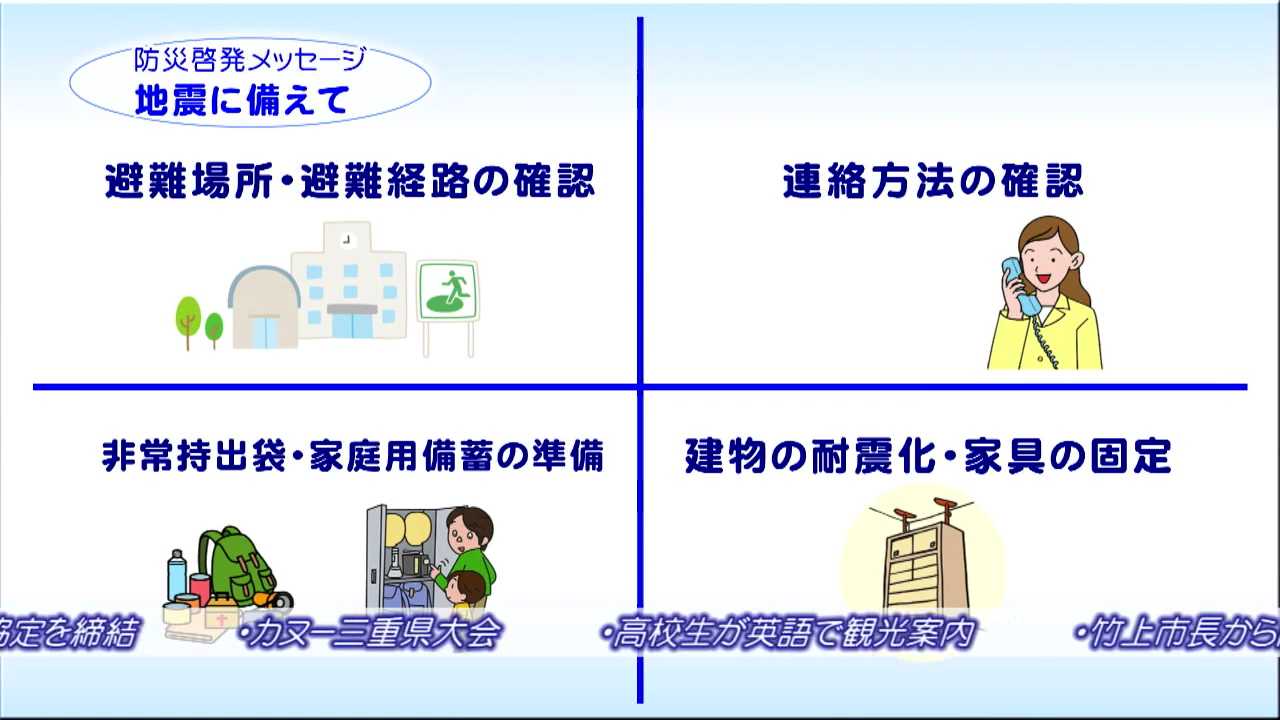 防災啓発メッセージ
地震に備えて
避難場所・避難経路の確認
連絡方法の確認
非常持出袋・家庭用備蓄の準備
建物の耐震化・家具の固定
協定を締結 ・カヌー三重県大会 ・高校生が英語で観光案内 ・竹上市長から